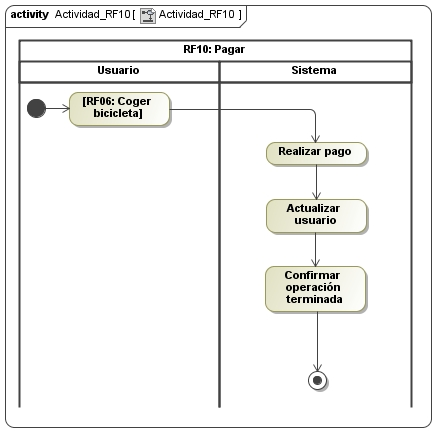 activity Actividad_RF10 [ Actividad_RF10 ]
RF10: Pagar
Usuario
Sistema
[RF06: Coger
bicicleta]
Realizar pago
Actualizar
usuario
Confirmar
operación
terminada